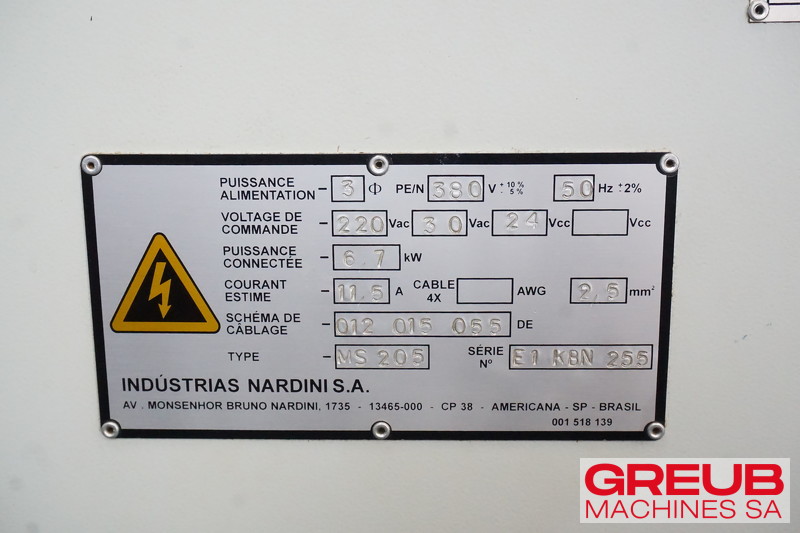 PUISSANCE
ALIMENTATION - 3 Φ PE/N 380 V + 10 % - 5 % 50 Hz ± 2%
VOLTAGE DE
COMMANDE - 220 Vac 30 Vac 24 Vcc Vcc
PUISSANCE
CONNECTÉE - 6.7 kW
COURANT
ESTIME - 11.5 A CABLE 4X AWG 2,5 mm²
SCHÉMA DE
CÂBLAGE - 012 015 055 DE
TYPE - MS 205 SÉRIE Nº E1 KBN 255
INDÚSTRIAS NARDINI S.A.
AV . MONSENHOR BRUNO NARDINI, 1735 - 13465-000 - CP 38 - AMERICANA - SP - BRASIL
001 518 139
GREUB
MACHINES SA